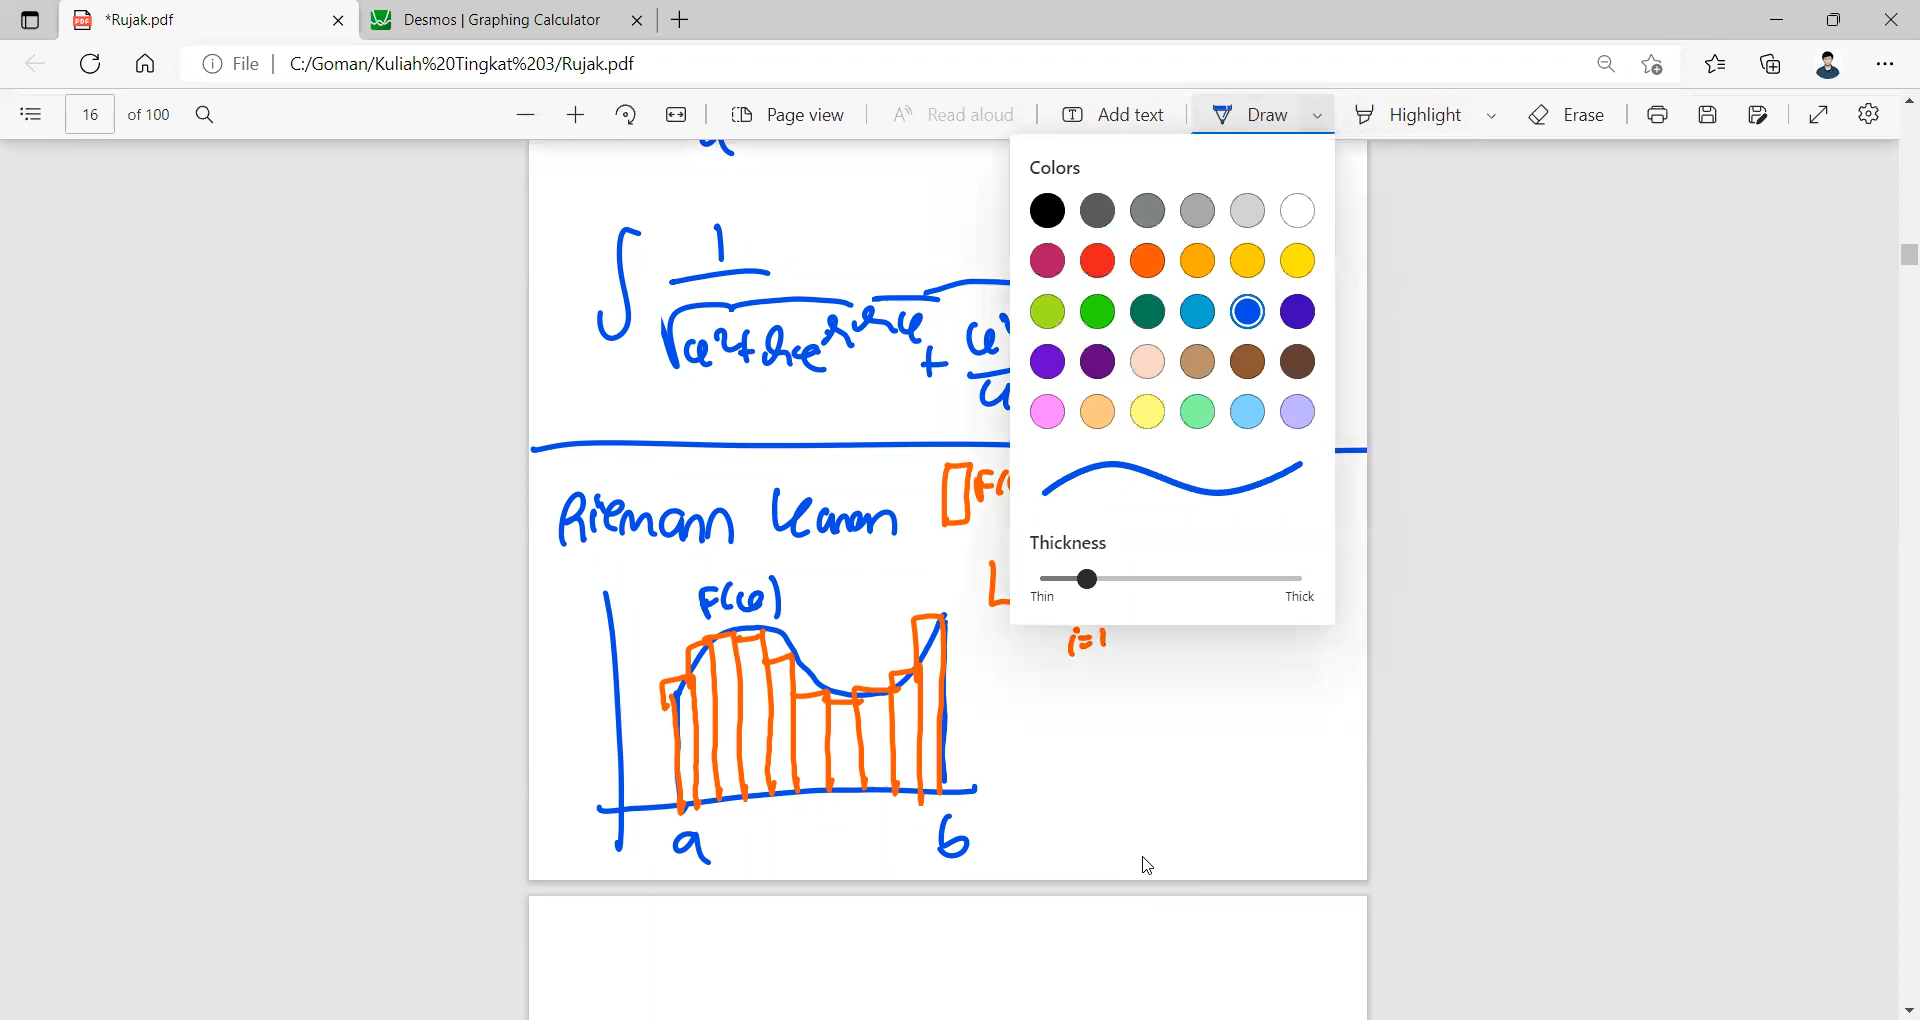 *Rujak.pdf
Desmos | Graphing Calculator
File
C:/Goman/Kuliah%20Tingkat%203/Rujak.pdf
16 of 100
Page view
Read aloud
Add text
Draw
Highlight
Erase
Colors
Thickness
Thin
Thick
∫ 1
Riemann Kanan
F(
i=1
a
b